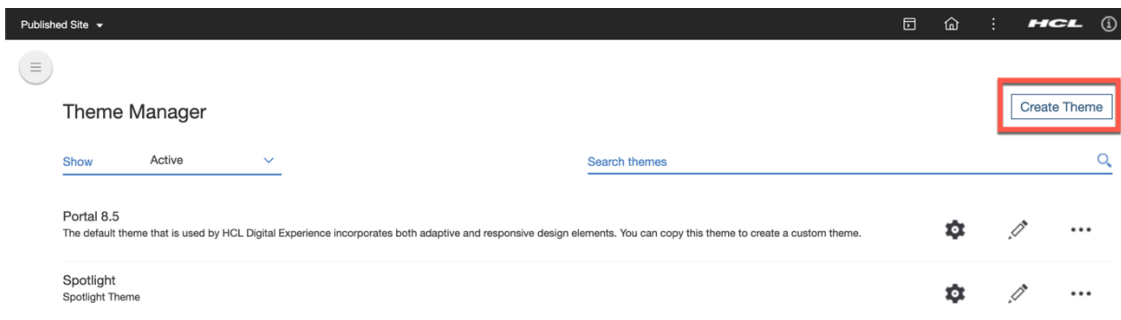 Published Site
HCL
Theme Manager
Create Theme
Show
Active
Search themes
Portal 8.5
The default theme that is used by HCL Digital Experience incorporates both adaptive and responsive design elements. You can copy this theme to create a custom theme.
Spotlight
Spotlight Theme